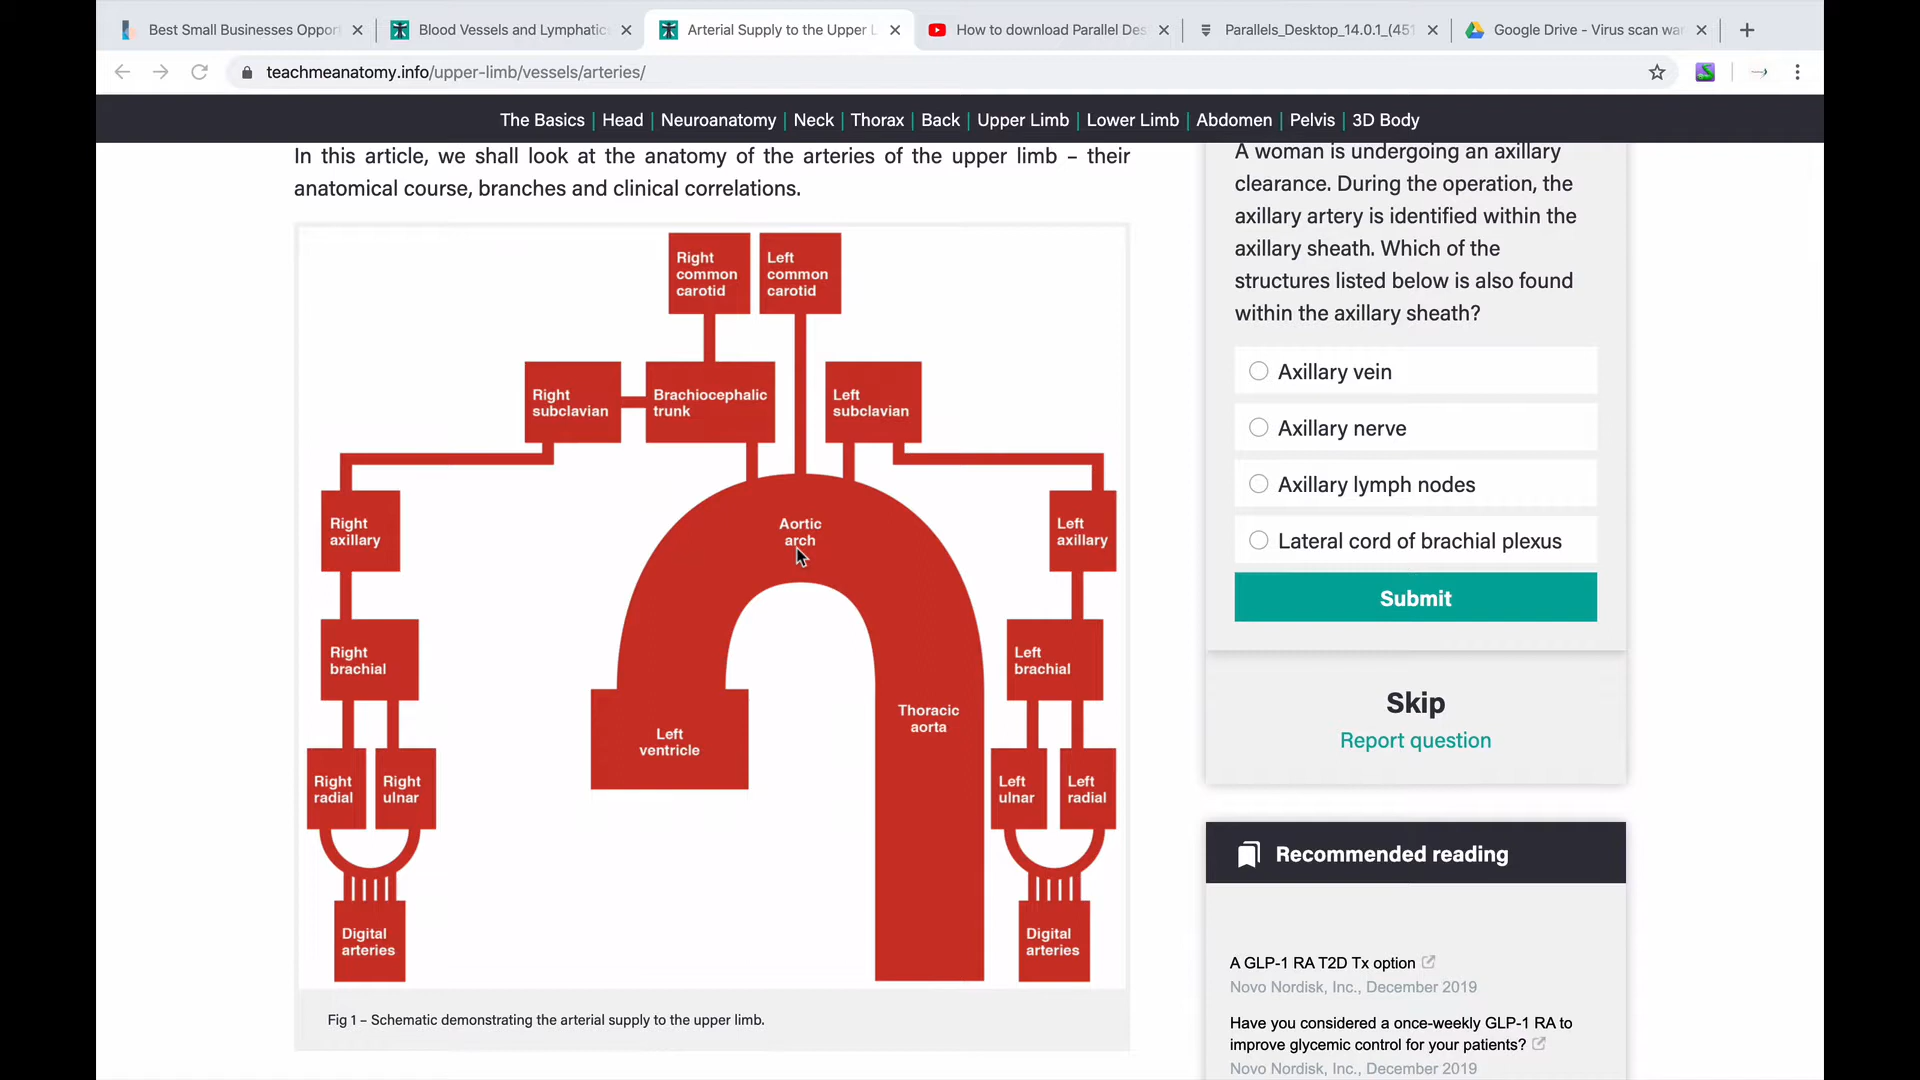 Best Small Businesses Oppor
Blood Vessels and Lymphatic
Arterial Supply to the Upper L
How to download Parallel Des
Parallels_Desktop_14.0.1_(451
Google Drive - Virus scan war
teachmeanatomy.info/upper-limb/vessels/arteries/
The Basics | Head | Neuroanatomy | Neck | Thorax | Back | Upper Limb | Lower Limb | Abdomen | Pelvis | 3D Body
In this article, we shall look at the anatomy of the arteries of the upper limb – their
anatomical course, branches and clinical correlations.
Right
common
carotid
Left
common
carotid
Right
subclavian
Brachiocephalic
trunk
Left
subclavian
Right
axillary
Aortic
arch
Left
axillary
Right
brachial
Left
brachial
Left
ventricle
Thoracic
aorta
Right
radial
Right
ulnar
Left
ulnar
Left
radial
Digital
arteries
Digital
arteries
Fig 1 – Schematic demonstrating the arterial supply to the upper limb.
A woman is undergoing an axillary
clearance. During the operation, the
axillary artery is identified within the
axillary sheath. Which of the
structures listed below is also found
within the axillary sheath?
Axillary vein
Axillary nerve
Axillary lymph nodes
Lateral cord of brachial plexus
Submit
Skip
Report question
Recommended reading
A GLP-1 RA T2D Tx option
Novo Nordisk, Inc., December 2019
Have you considered a once-weekly GLP-1 RA to
improve glycemic control for your patients?
Novo Nordisk, Inc., December 2019